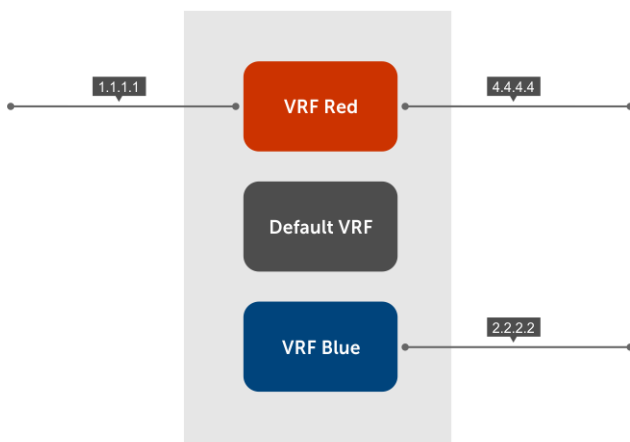 1.1.1.1
4.4.4.4
VRF Red
Default VRF
2.2.2.2
VRF Blue